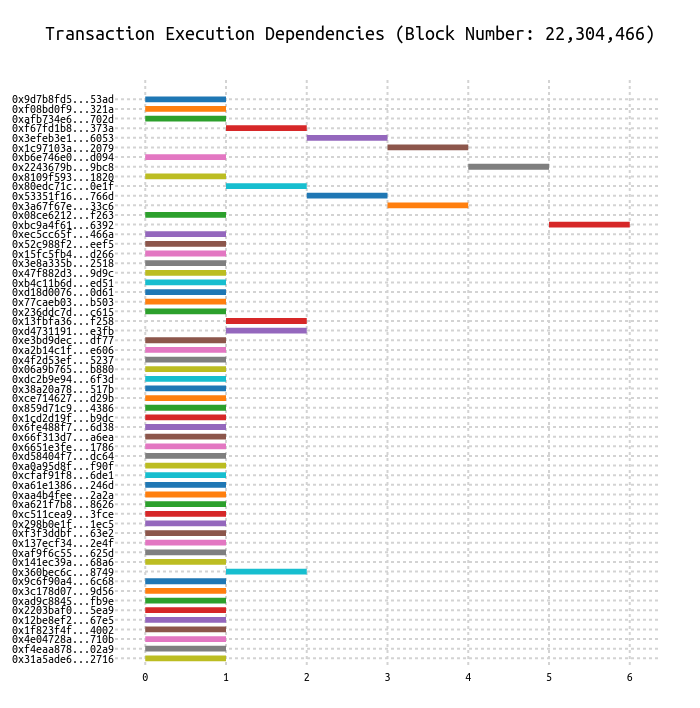 Transaction Execution Dependencies (Block Number: 22,304,466)
0x9d7b8fd5...53ad
0xf08bd0f9...321a
0xafb734e6...702d
0xf67fd1b8...373a
0x3efeb3e1...6053
0x1c97103a...2079
0xb6e746e0...d094
0x2243679b...9bc8
0x8109f593...1820
0x80edc71c...0e1f
0x53351f16...766d
0x3a67f67e...33c6
0x08ce6212...f263
0xbc9a4f61...6392
0xec5cc65f...466a
0x52c988f2...eef5
0x15fc5fb4...d266
0x3e8a335b...2518
0x47f882d3...9d9c
0xb4c11b6d...ed51
0xd18d0076...0d61
0x77caeb03...b503
0x236ddc7d...c615
0x13fbfa36...f258
0xd4731191...e3fb
0xe3bd9dec...df77
0xa2b14c1f...e606
0x4f2d53ef...5237
0x06a9b765...b880
0xdc2b9e94...6f3d
0x38a20a78...517b
0xce714627...d29b
0x859d71c9...4386
0x1cd2d19f...b9dc
0x6fe488f7...6d38
0x66f313d7...a6ea
0x6651e3fe...1786
0xd58404f7...dc64
0xa0a95d8f...f90f
0xcfaf91f8...6de1
0xa61e1386...246d
0xaa4b4fee...2a2a
0xa621f7b8...8626
0xc511cea9...3fce
0x298b0e1f...1ec5
0xf3f3ddbf...63e2
0x137ecf34...2e4f
0xaf9f6c55...625d
0x141ec39a...68a6
0x360bec6c...8749
0x9c6f90a4...6c68
0x3c178d07...9d56
0xad9c8845...fb9e
0x2203baf0...5ea9
0x12be8ef2...67e5
0x1f823f4f...4002
0x4e04728a...710b
0xf4eaa878...02a9
0x31a5ade6...2716
0 1 2 3 4 5 6